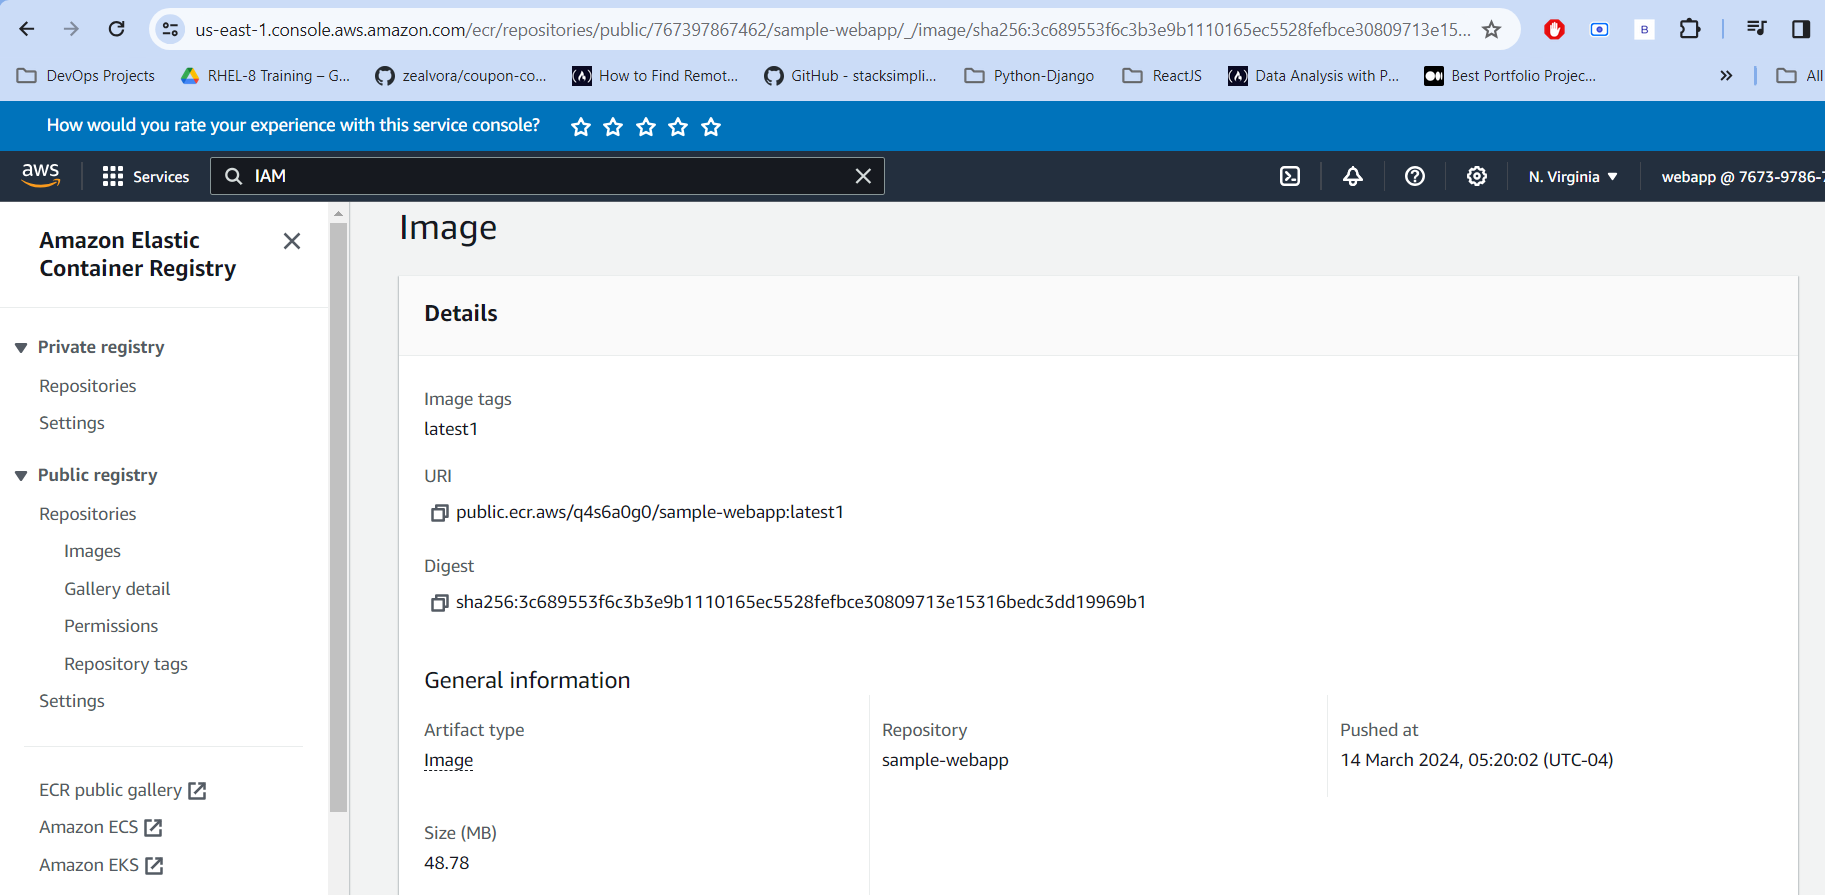 us-east-1.console.aws.amazon.com/ecr/repositories/public/767397867462/sample-webapp/_/image/sha256:3c689553f6c3b3e9b1110165ec5528fefbce30809713e15...
B
DevOps Projects
RHEL-8 Training – G...
zealvora/coupon-co...
How to Find Remot...
GitHub - stacksimpli...
Python-Django
ReactJS
Data Analysis with P...
Best Portfolio Projec...
»
All
How would you rate your experience with this service console?
aws
Services
IAM
N. Virginia
webapp @ 7673-9786-7
Amazon Elastic
Container Registry
Private registry
Repositories
Settings
Public registry
Repositories
Images
Gallery detail
Permissions
Repository tags
Settings
ECR public gallery
Amazon ECS
Amazon EKS
Image
Details
Image tags
latest1
URI
public.ecr.aws/q4s6a0g0/sample-webapp:latest1
Digest
sha256:3c689553f6c3b3e9b1110165ec5528fefbce30809713e15316bedc3dd19969b1
General information
Artifact type
Image
Repository
sample-webapp
Pushed at
14 March 2024, 05:20:02 (UTC-04)
Size (MB)
48.78